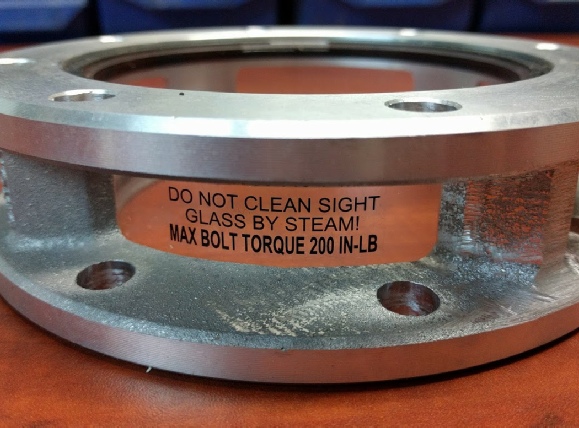 DO NOT CLEAN SIGHT
GLASS BY STEAM!
MAX BOLT TORQUE 200 IN-LB